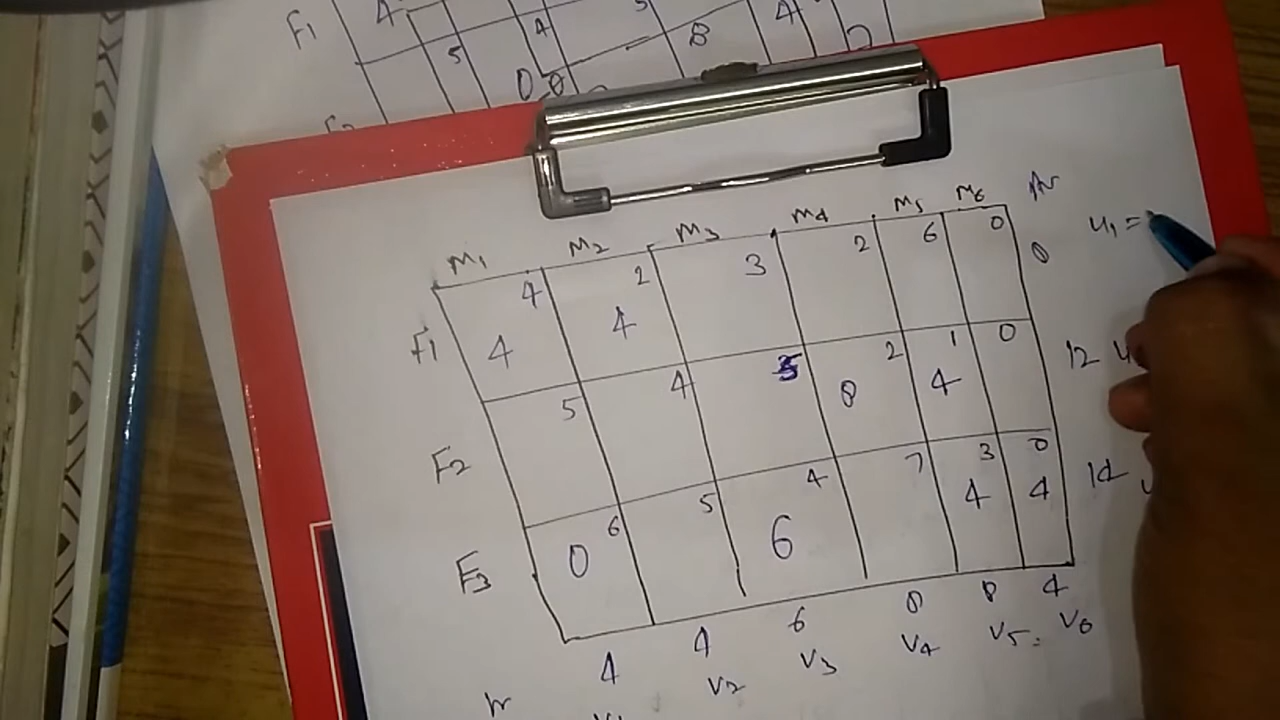 F1 4 5 4 5 8 4
0 0
M1 M2 M3 M4 M5 M6 Av
4 2 3 2 6 0 u1 =
F1 4 4 8
5 4 5 2 1 0
F2 8 4 12 u
6 5 4 7 3 0
F3 0 6 4 4 14
4 4 6 8 8 4
V2 V3 V4 V5 = V6